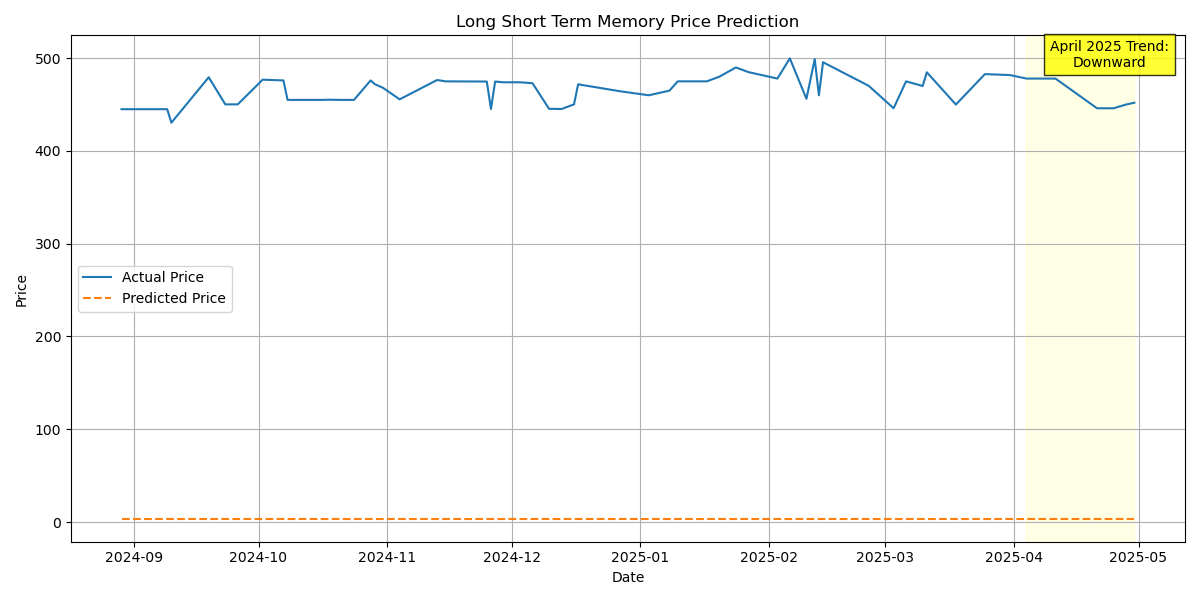 Long Short Term Memory Price Prediction
April 2025 Trend:
Downward
500
400
300
200
100
0
Price
Actual Price
Predicted Price
2024-09 2024-10 2024-11 2024-12 2025-01 2025-02 2025-03 2025-04 2025-05
Date